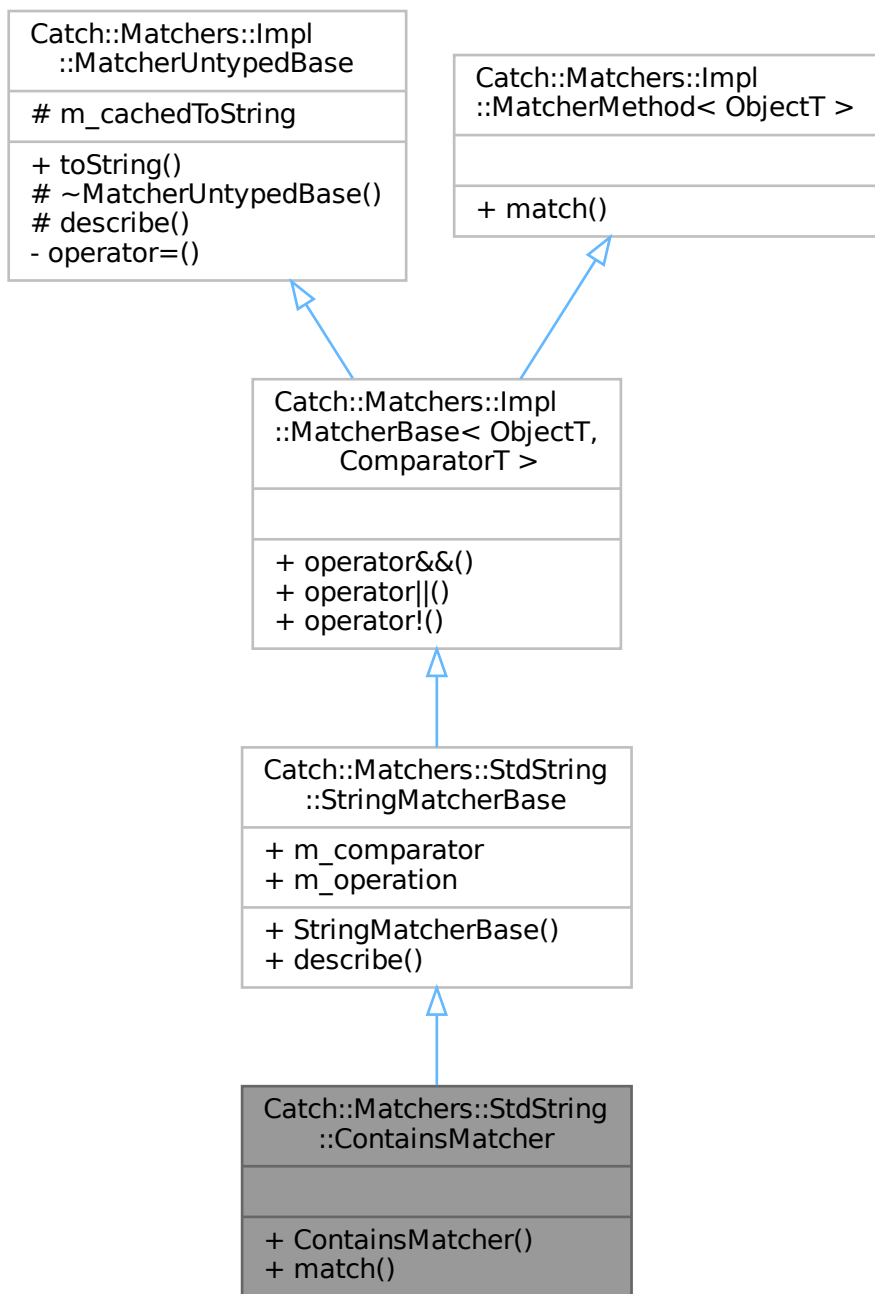 Catch::Matchers::Impl
::MatcherUntypedBase
# m_cachedToString
+ toString()
# ~MatcherUntypedBase()
# describe()
- operator=()
Catch::Matchers::Impl
::MatcherMethod< ObjectT >
+ match()
Catch::Matchers::Impl
::MatcherBase< ObjectT,
ComparatorT >
+ operator&&()
+ operator||()
+ operator!()
Catch::Matchers::StdString
::StringMatcherBase
+ m_comparator
+ m_operation
+ StringMatcherBase()
+ describe()
Catch::Matchers::StdString
::ContainsMatcher
+ ContainsMatcher()
+ match()